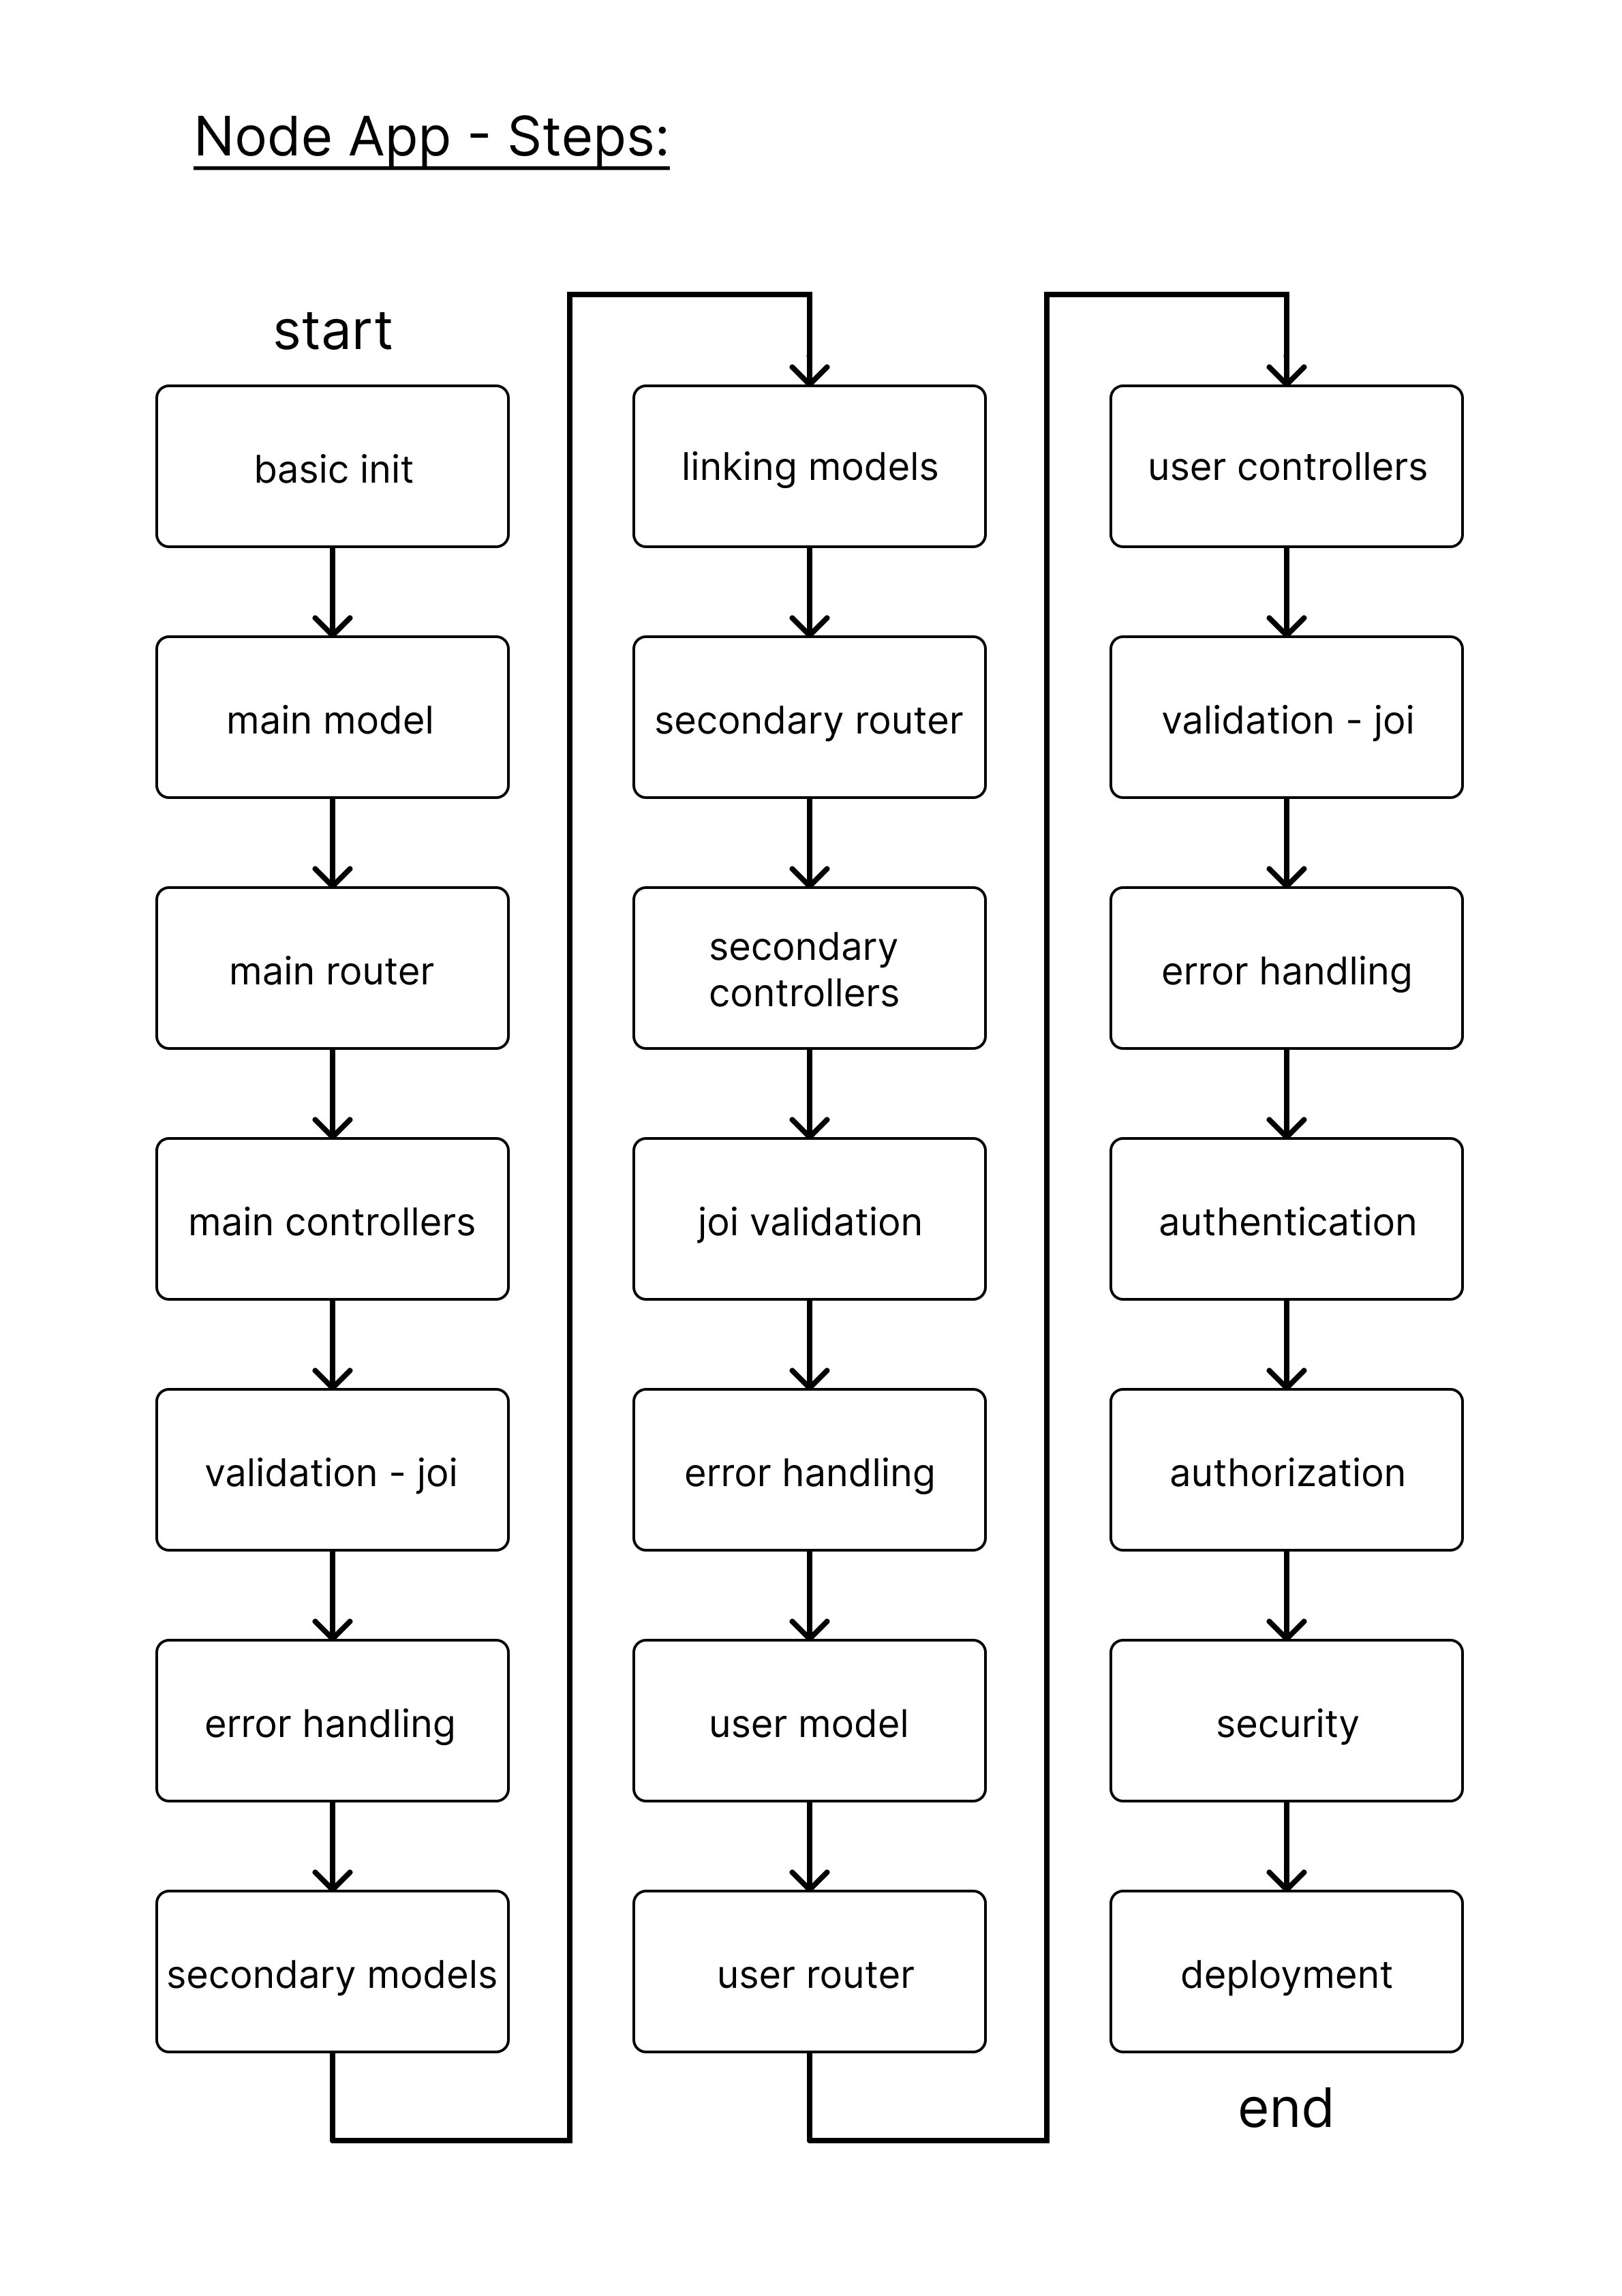 Node App - Steps:
start
basic init
main model
main router
main controllers
validation - joi
error handling
secondary models
linking models
secondary router
secondary
controllers
joi validation
error handling
user model
user router
user controllers
validation - joi
error handling
authentication
authorization
security
deployment
end